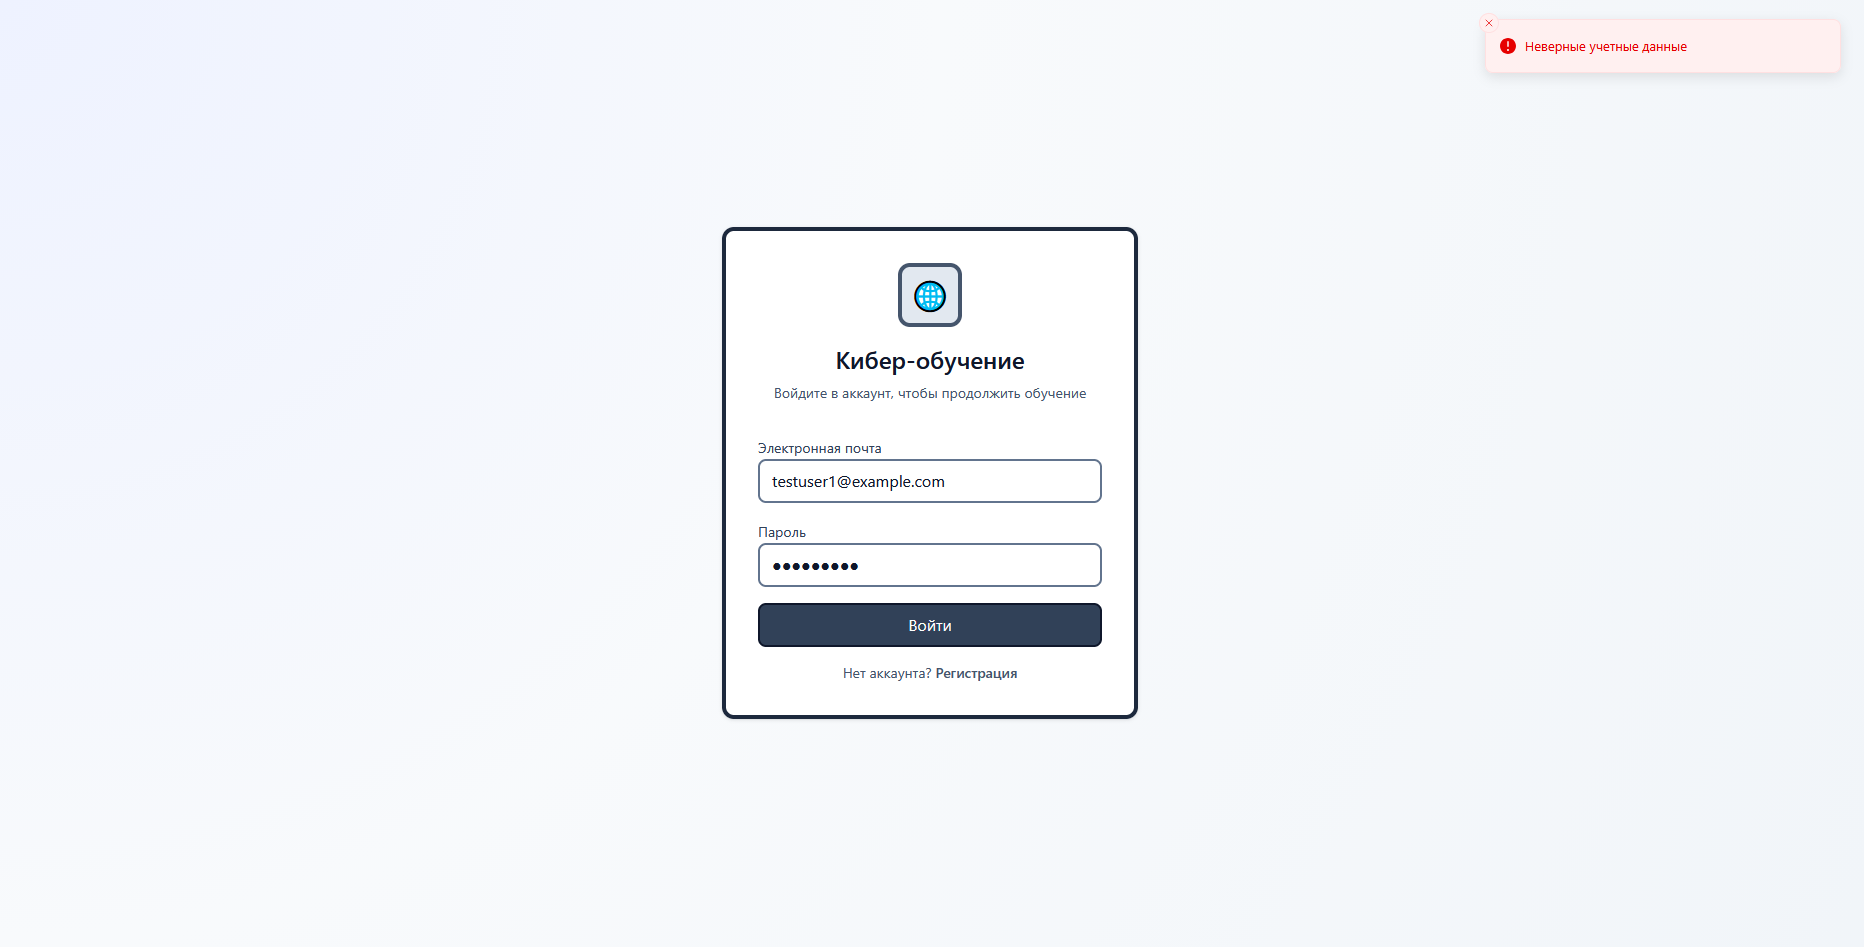 Неверные учетные данные
Кибер-обучение
Войдите в аккаунт, чтобы продолжить обучение
Электронная почта
testuser1@example.com
Пароль
•••••••••
Войти
Нет аккаунта? Регистрация